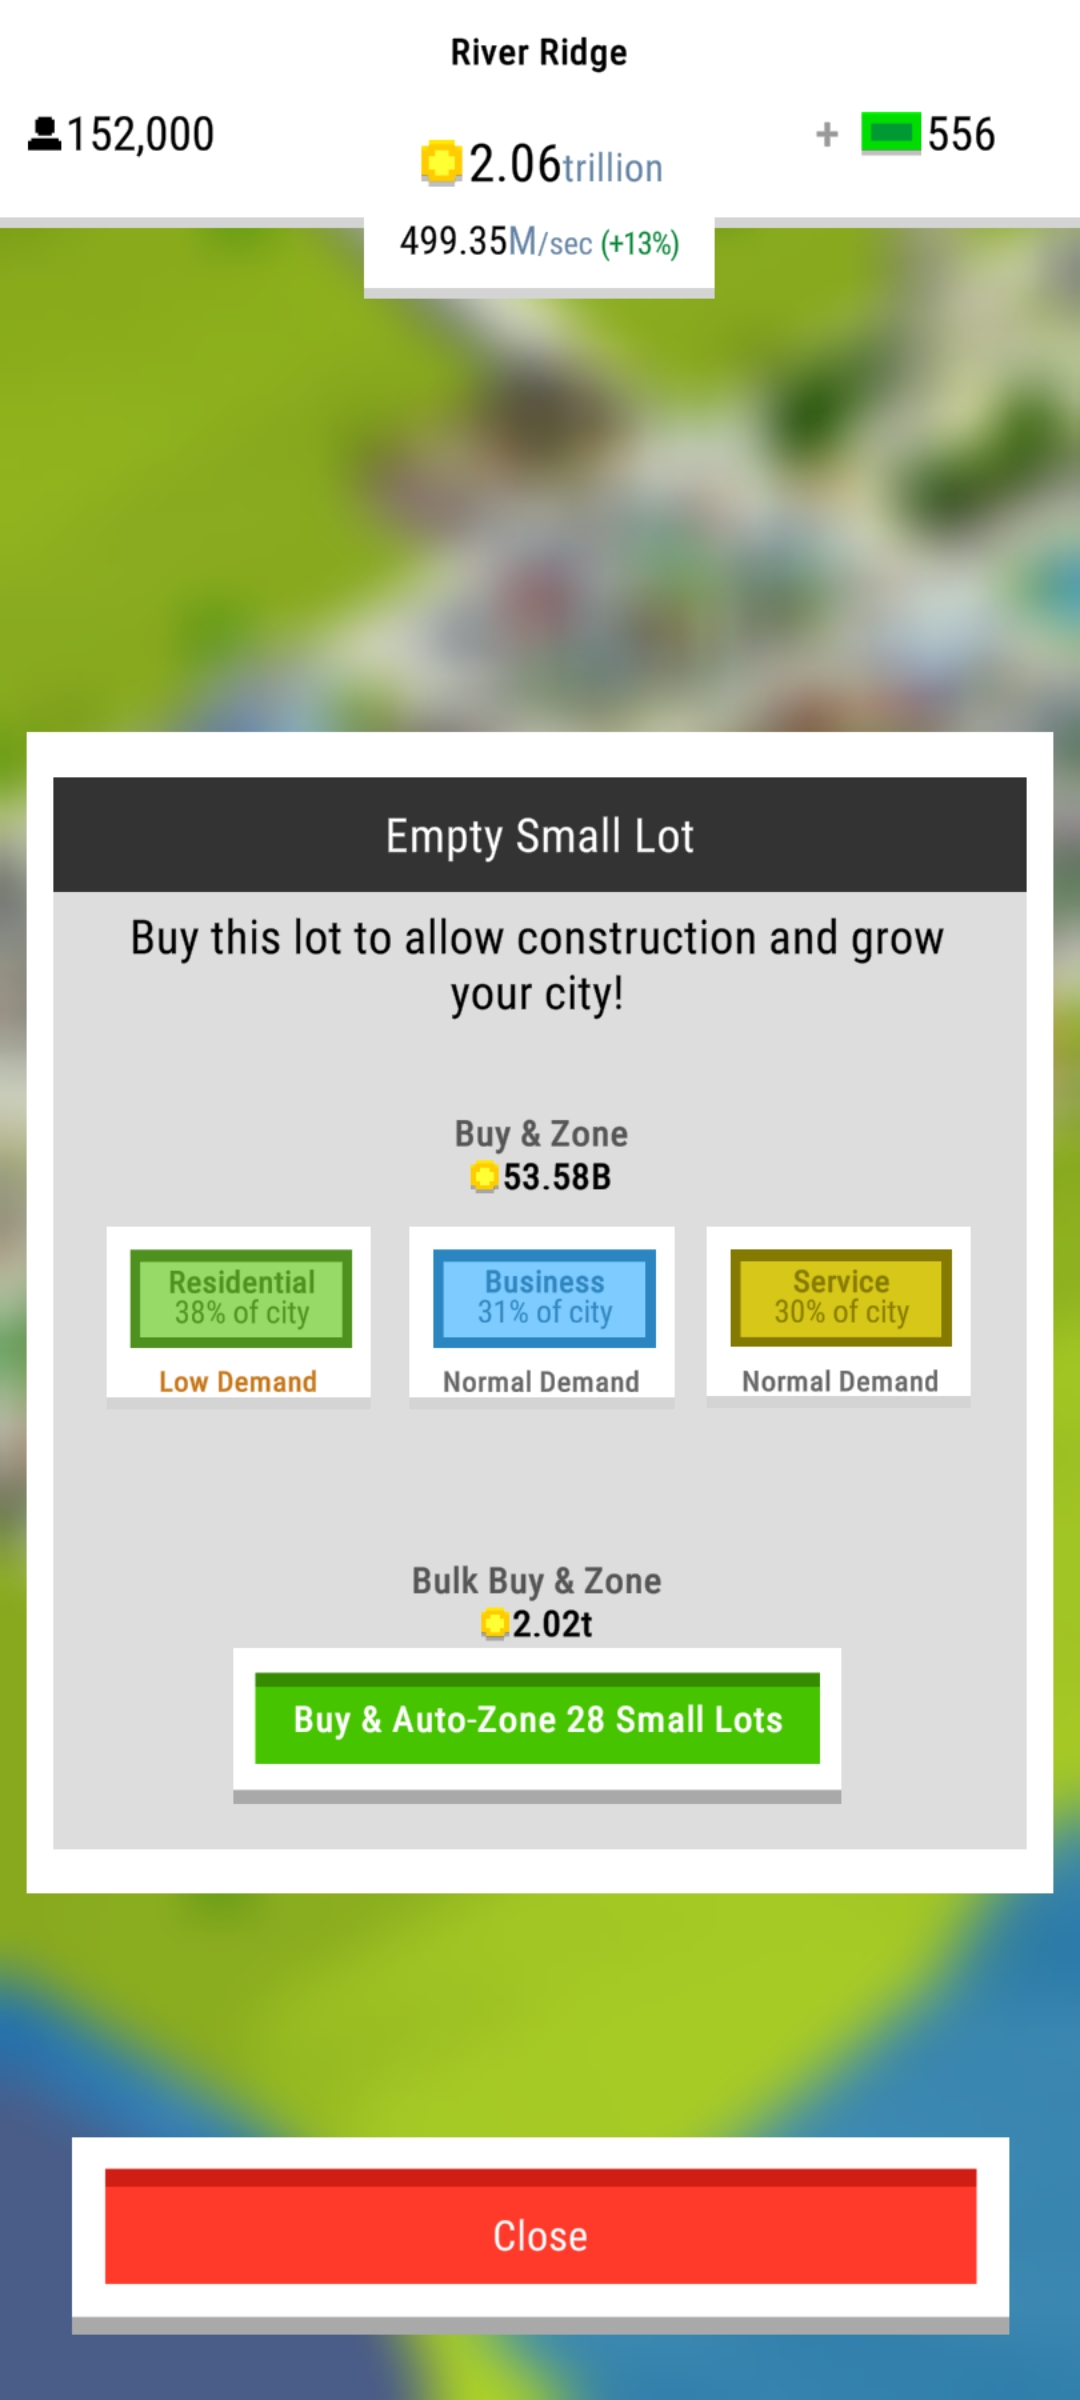 River Ridge
152,000
2.06trillion
+ 556
499.35M/sec (+13%)
Empty Small Lot
Buy this lot to allow construction and grow
your city!
Buy & Zone
53.58B
Residential
38% of city
Low Demand
Business
31% of city
Normal Demand
Service
30% of city
Normal Demand
Bulk Buy & Zone
2.02t
Buy & Auto-Zone 28 Small Lots
Close